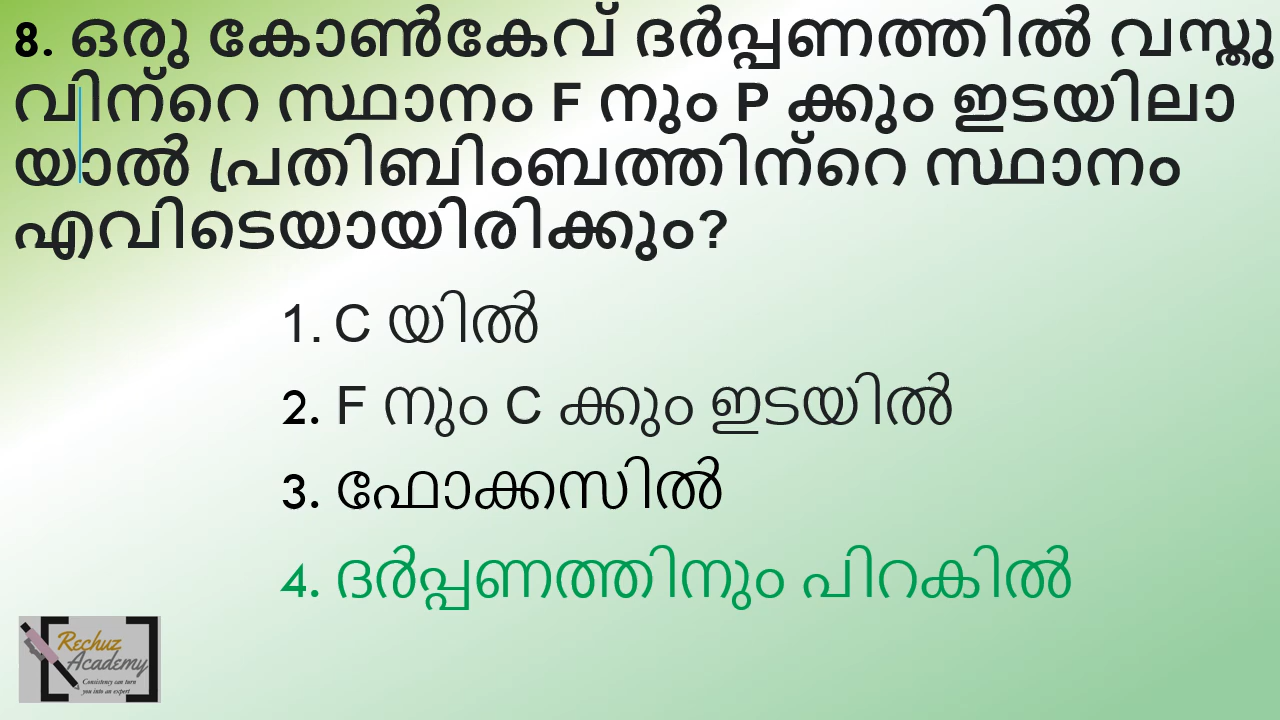 8. ഒരു കോൺകേവ് ദർപ്പണത്തിൽ വസ്തു
വിന്റെ സ്ഥാനം F നും P ക്കും ഇടയിലാ
യാൽ പ്രതിബിംബത്തിന്റെ സ്ഥാനം
എവിടെയായിരിക്കും?
1. C യിൽ
2. F നും C ക്കും ഇടയിൽ
3. ഫോക്കസിൽ
4. ദർപ്പണത്തിനും പിറകിൽ
Rechuz
Academy
Consistency can turn
you into an expert